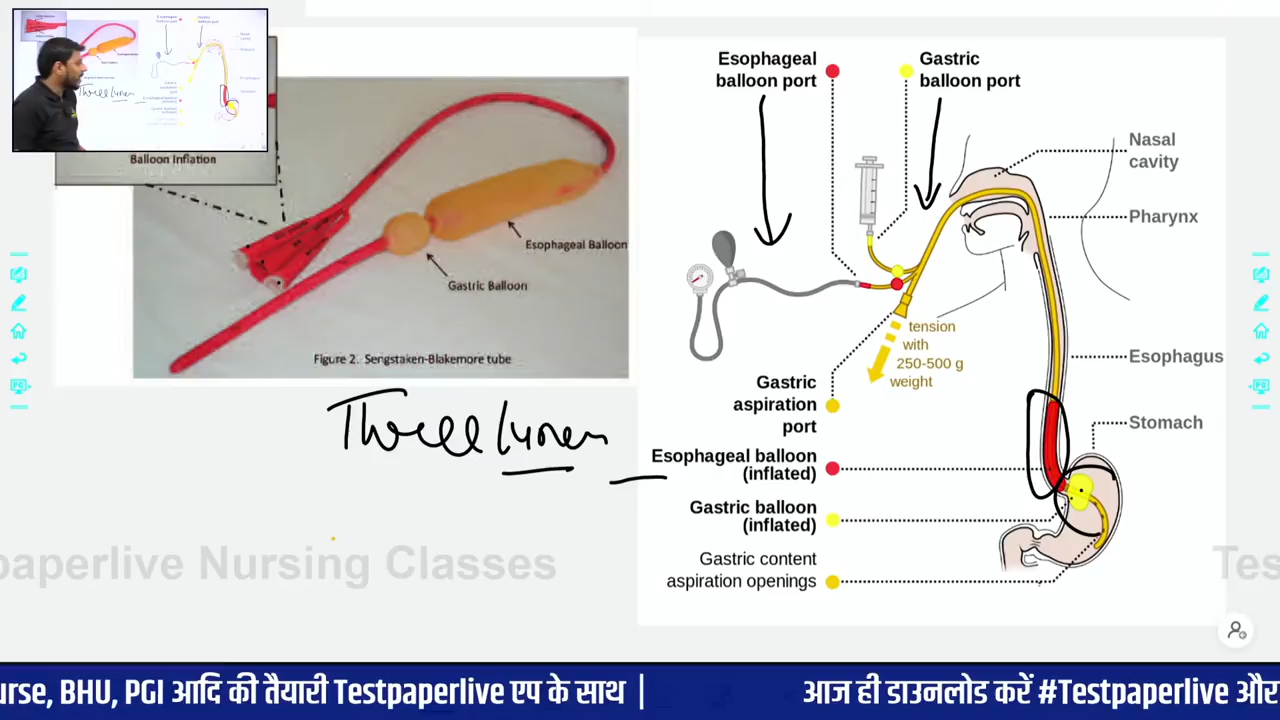 Balloon Inflation
Esophageal Balloon
Gastric Balloon
Figure 2. Sengstaken-Blakemore tube
Three lumen
Esophageal
balloon port
Gastric
balloon port
Nasal
cavity
Pharynx
tension
with
250-500 g
weight
Esophagus
Gastric
aspiration
port
Stomach
Esophageal balloon
(inflated)
Gastric balloon
(inflated)
Gastric content
aspiration openings
paperlive Nursing Classes
Tes
urse, BHU, PGI आदि की तैयारी Testpaperlive एप के साथ | आज ही डाउनलोड करें #Testpaperlive और